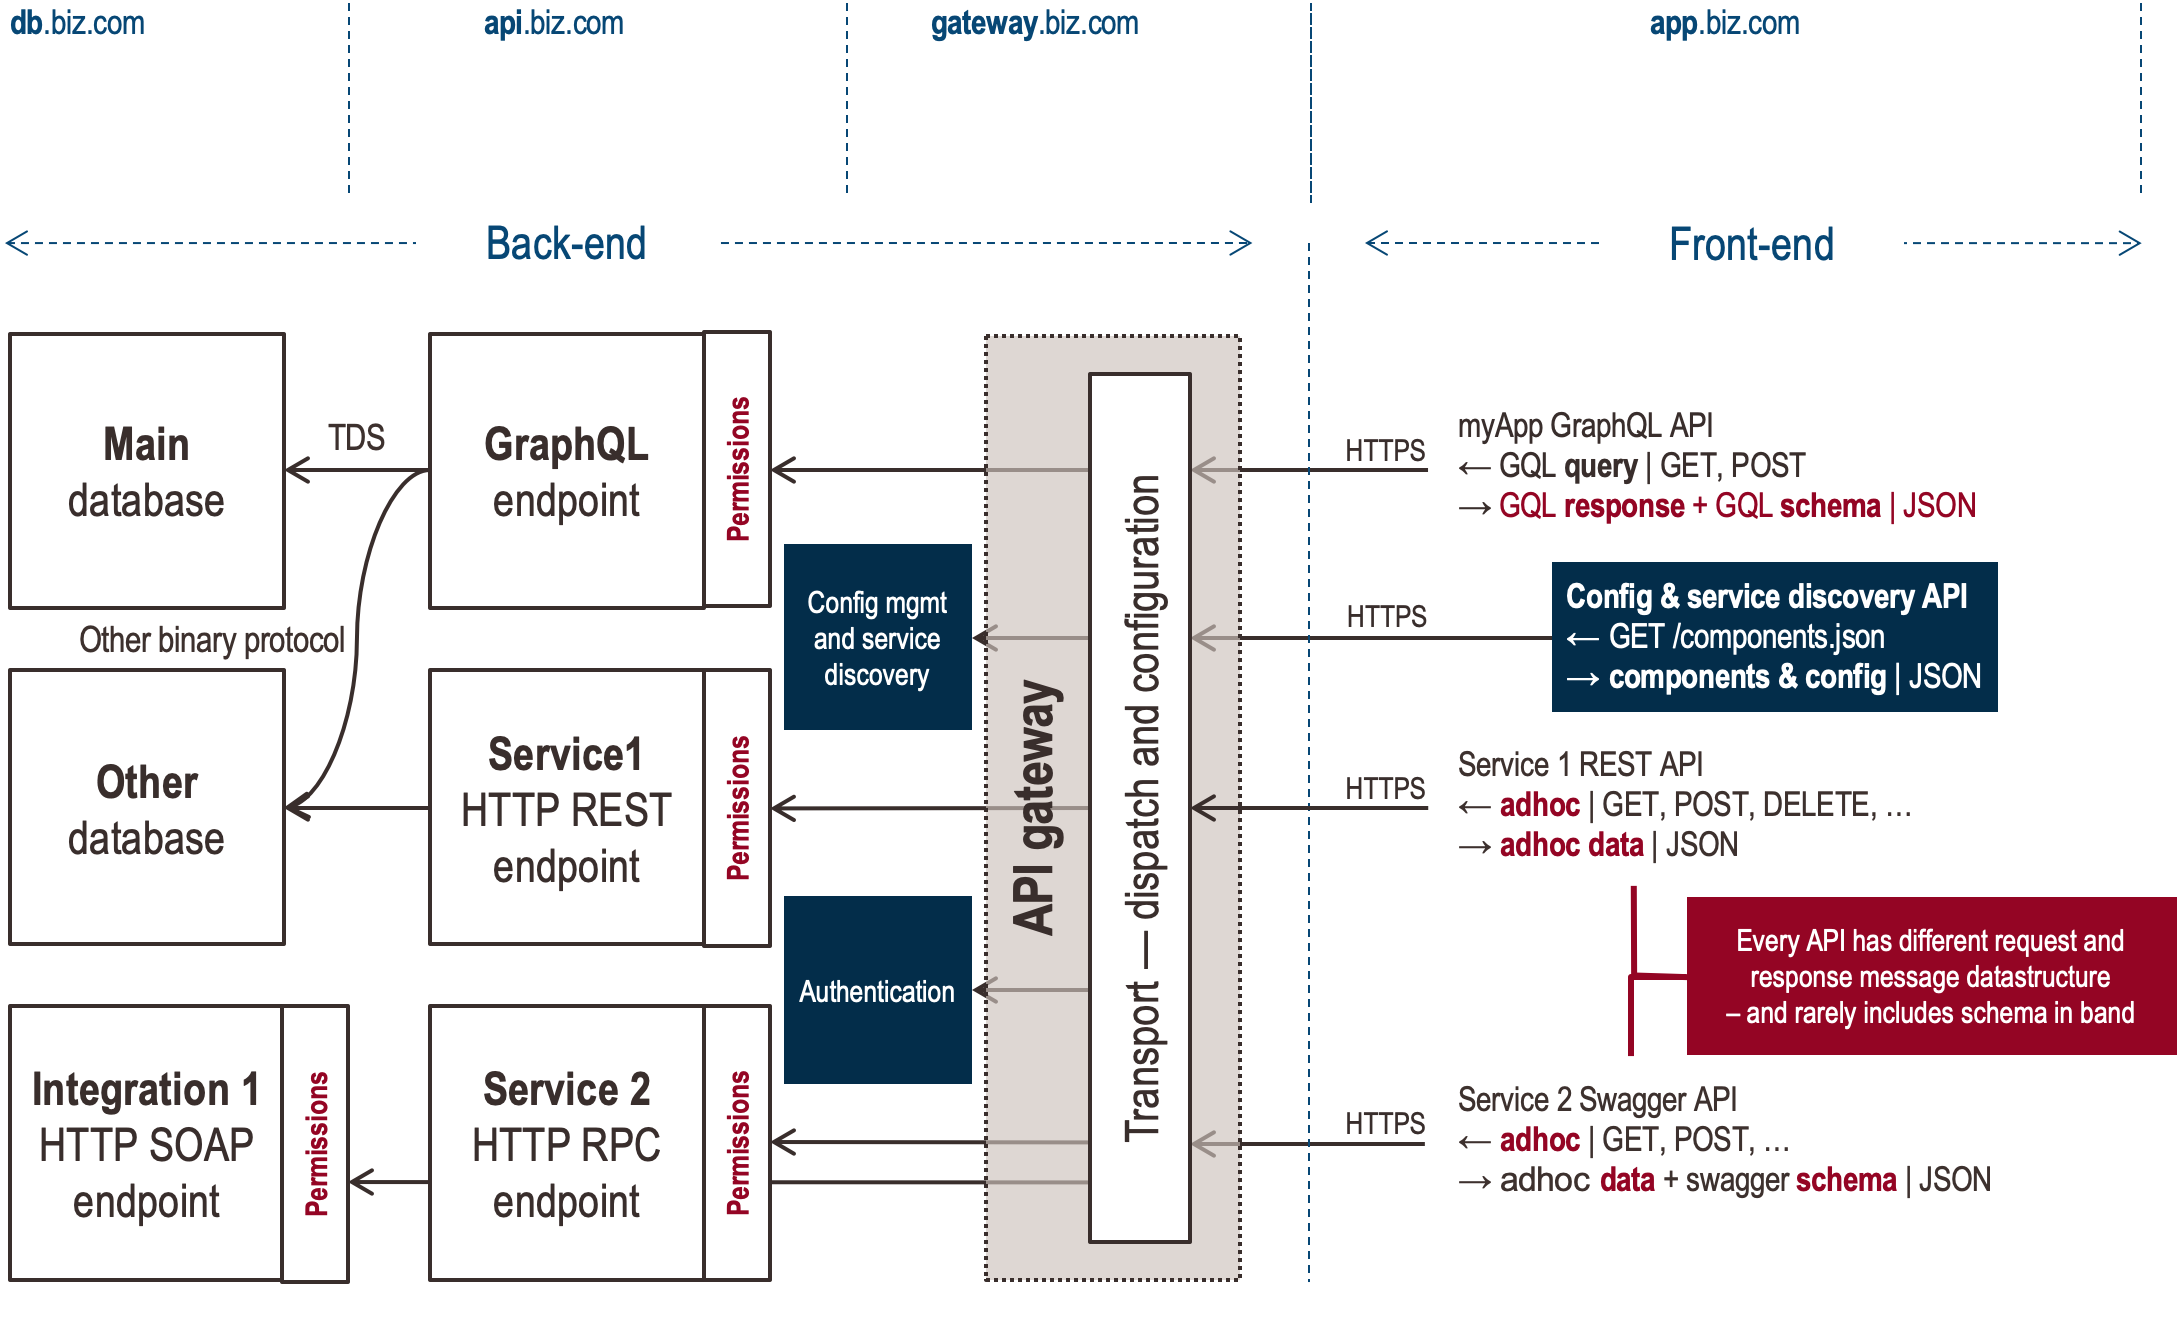 db.biz.com
api.biz.com
gateway.biz.com
app.biz.com
Back-end
Front-end
Main
database
TDS
GraphQL
endpoint
Permissions
Other binary protocol
Other
database
Service1
HTTP REST
endpoint
Permissions
Integration 1
HTTP SOAP
endpoint
Permissions
Service 2
HTTP RPC
endpoint
Permissions
Config mgmt
and service
discovery
Authentication
API gateway
Transport — dispatch and configuration
HTTPS
myApp GraphQL API
← GQL query | GET, POST
→ GQL response + GQL schema | JSON
HTTPS
Config & service discovery API
← GET /components.json
→ components & config | JSON
HTTPS
Service 1 REST API
← adhoc | GET, POST, DELETE, …
→ adhoc data | JSON
Every API has different request and
response message datastructure
– and rarely includes schema in band
HTTPS
Service 2 Swagger API
← adhoc | GET, POST, …
→ adhoc data + swagger schema | JSON